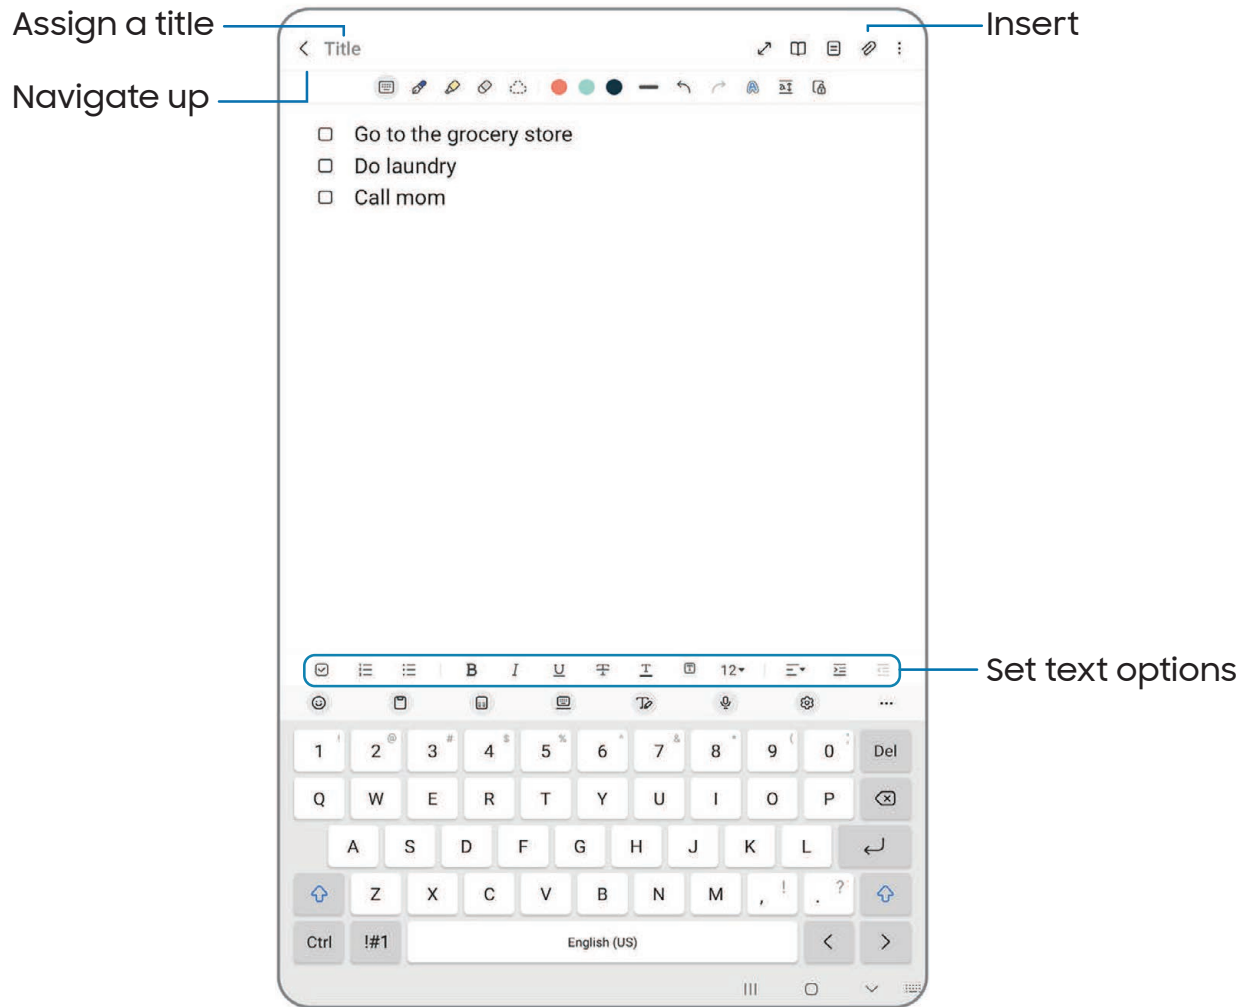 Assign a title
Insert
Title
Navigate up
Go to the grocery store
Do laundry
Call mom
B I U T T T 12
Set text options
1 ! 2 @ 3 # 4 $ 5 % 6 ^ 7 & 8 * 9 ( 0 ) Del
Q W E R T Y U I O P
A S D F G H J K L
Z X C V B N M , ! . ?
Ctrl !#1 English (US) < >